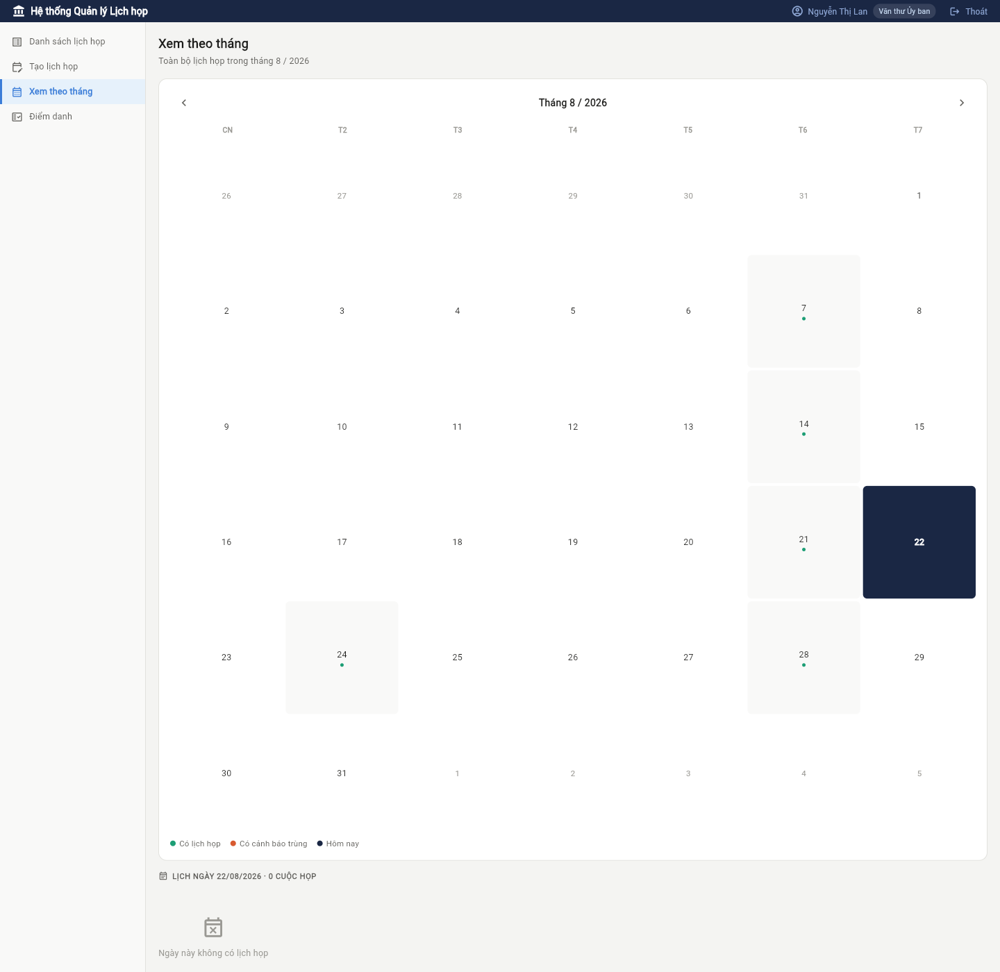 Hệ thống Quản lý Lịch họp
Nguyễn Thị Lan
Văn thư Ủy ban
Thoát
Danh sách lịch họp
Tạo lịch họp
Xem theo tháng
Điểm danh
Xem theo tháng
Toàn bộ lịch họp trong tháng 8 / 2026
Tháng 8 / 2026
CN T2 T3 T4 T5 T6 T7
26 27 28 29 30 31 1
2 3 4 5 6 7 8
9 10 11 12 13 14 15
16 17 18 19 20 21 22
23 24 25 26 27 28 29
30 31 1 2 3 4 5
Có lịch họp Có cảnh báo trùng Hôm nay
LỊCH NGÀY 22/08/2026 · 0 CUỘC HỌP
Ngày này không có lịch họp